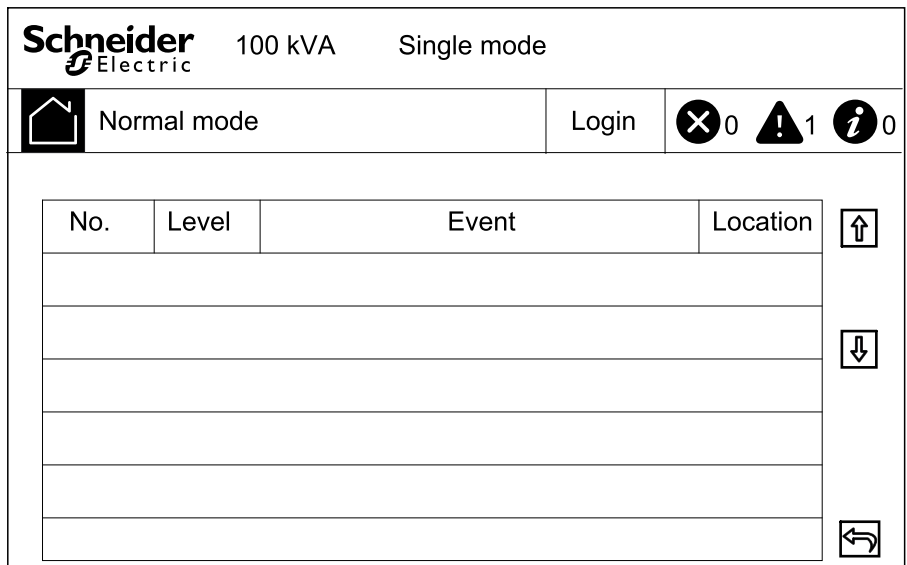 Schneider Electric 100 kVA Single mode
Normal mode Login 0 1 0
No. Level Event Location